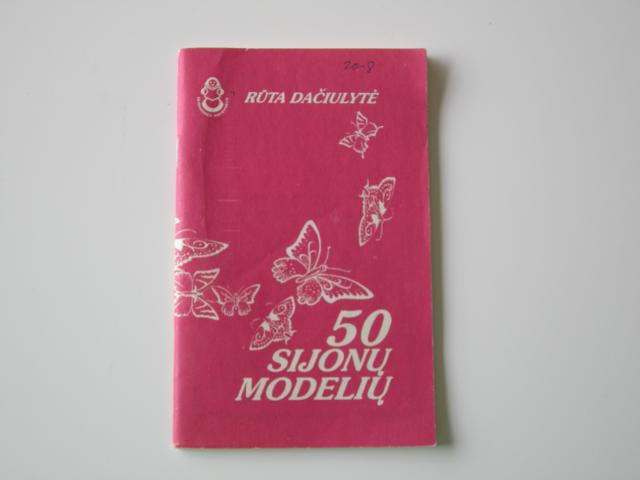 20-8
RŪTA DAČIULYTĖ
50
SIJONŲ
MODELIŲ